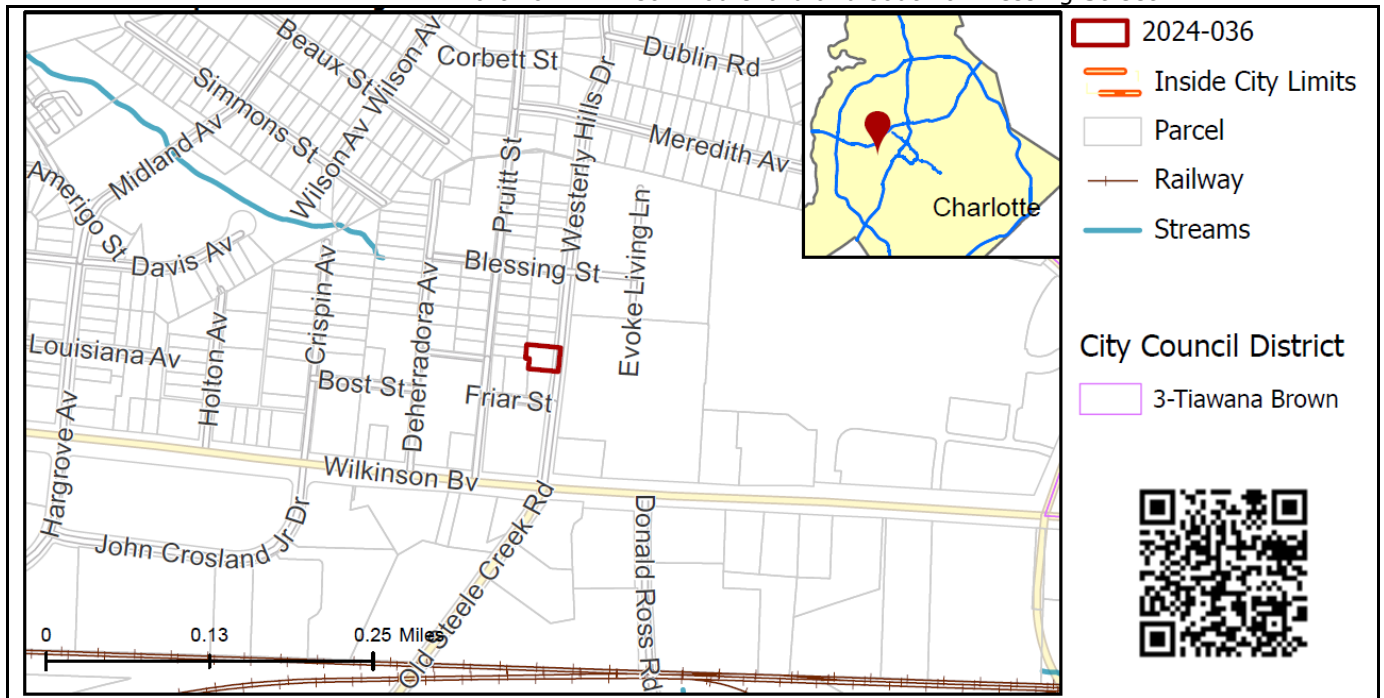 Beaux St
Wilson Av
Corbett St
Dublin Rd
Simmons St
Wilson Av
Westerly Hills Dr
Meredith Av
Midland Av
Pruitt St
Amerigo St
Wilson Av
Davis Av
Blessing St
Evoke Living Ln
Crispin Av
Deherradora Av
Holton Av
Louisiana Av
Bost St
Friar St
Hargrove Av
Wilkinson Bv
Old Steele Creek Rd
Donald Ross Rd
John Crosland Jr Dr
0 0.13 0.25 Miles
Charlotte
2024-036
Inside City Limits
Parcel
Railway
Streams
City Council District
3-Tiawana Brown